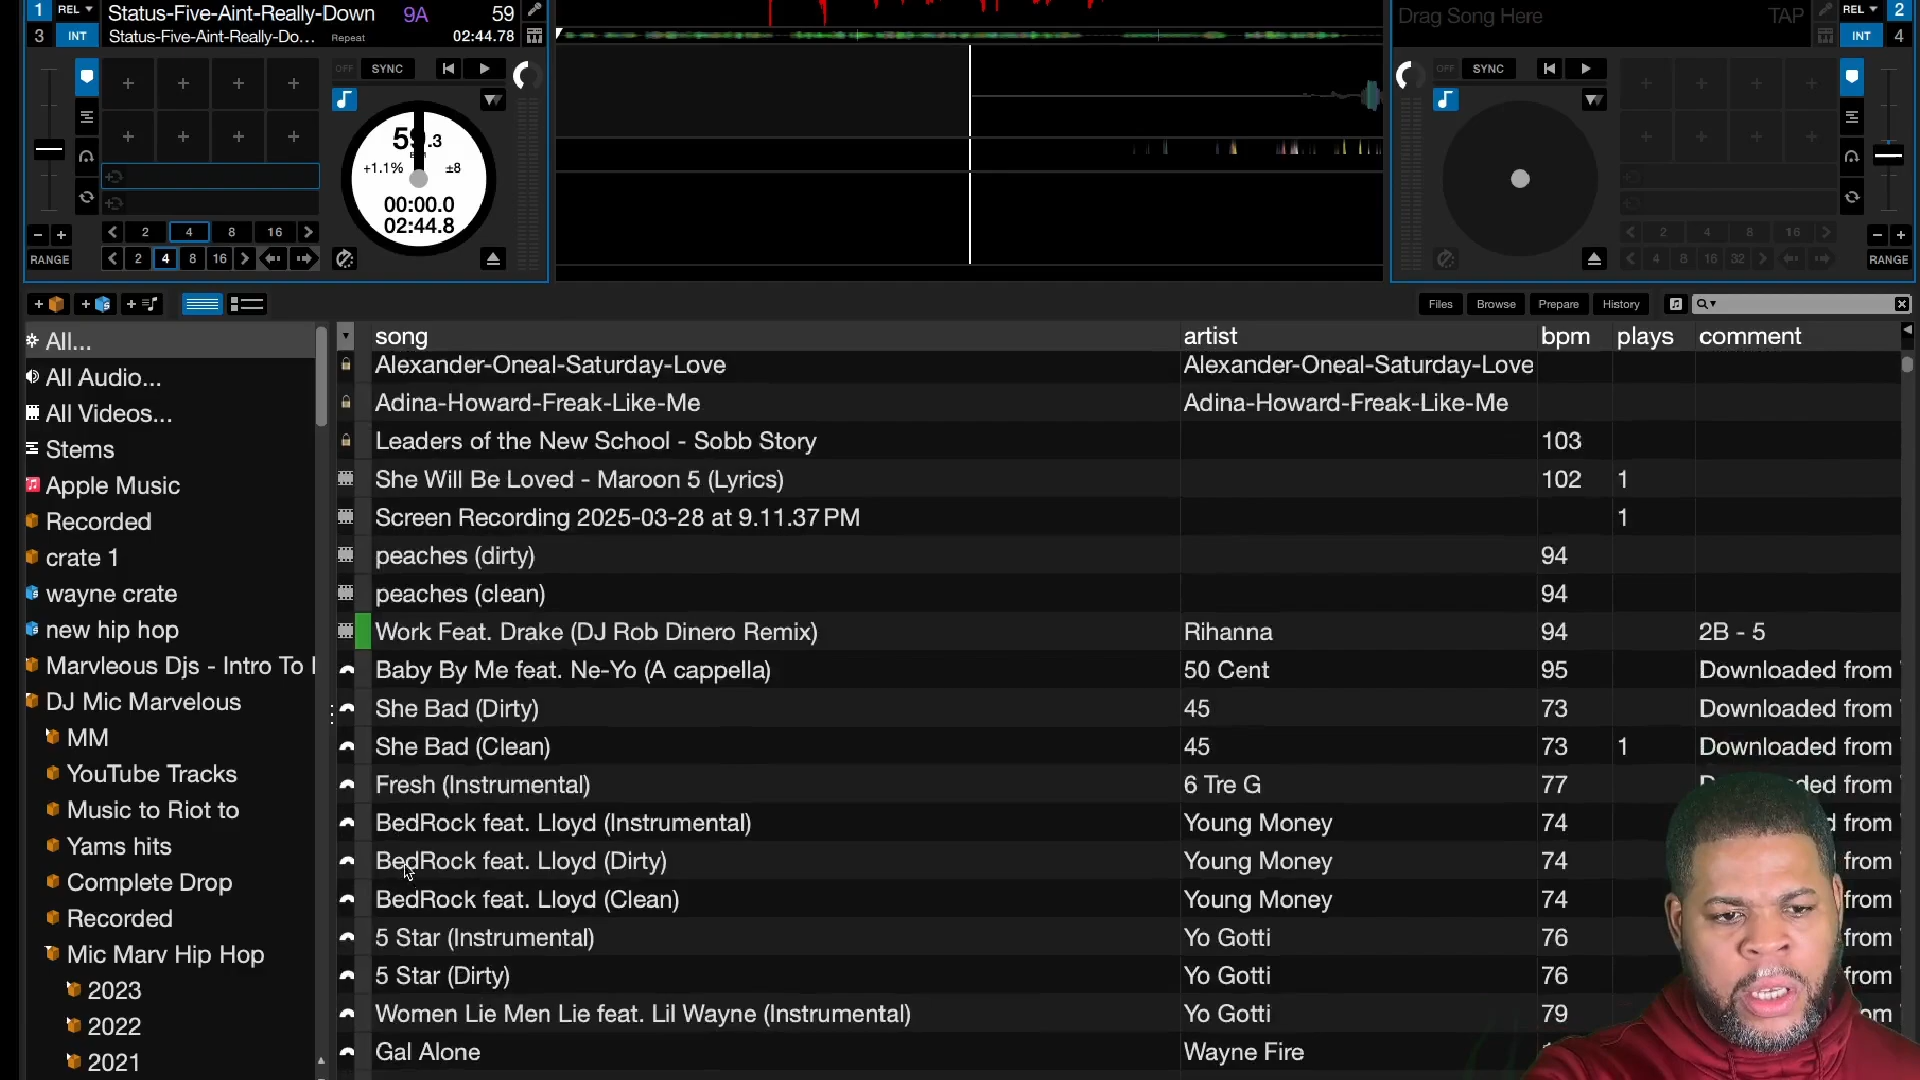 1 REL Status-Five-Aint-Really-Down 9A 59
3 INT Status-Five-Aint-Really-Do... Repeat 02:44.78
OFF SYNC
59.3
+1.1% ±8
00:00.0
02:44.8
2 4 8 16
2 4 8 16
RANGE
Drag Song Here TAP REL 2
INT 4
OFF SYNC
2 4 8 16
4 8 16 32
RANGE
Files Browse Prepare History
All...
All Audio...
All Videos...
Stems
Apple Music
Recorded
crate 1
wayne crate
new hip hop
Marvleous Djs - Intro To
DJ Mic Marvelous
MM
YouTube Tracks
Music to Riot to
Yams hits
Complete Drop
Recorded
Mic Marv Hip Hop
2023
2022
2021
song artist bpm plays comment
Alexander-Oneal-Saturday-Love Alexander-Oneal-Saturday-Love
Adina-Howard-Freak-Like-Me Adina-Howard-Freak-Like-Me
Leaders of the New School - Sobb Story 103
She Will Be Loved - Maroon 5 (Lyrics) 102 1
Screen Recording 2025-03-28 at 9.11.37 PM 1
peaches (dirty) 94
peaches (clean) 94
Work Feat. Drake (DJ Rob Dinero Remix) Rihanna 94 2B - 5
Baby By Me feat. Ne-Yo (A cappella) 50 Cent 95 Downloaded from
She Bad (Dirty) 45 73 Downloaded from
She Bad (Clean) 45 73 1 Downloaded from
Fresh (Instrumental) 6 Tre G 77 from
BedRock feat. Lloyd (Instrumental) Young Money 74 from
BedRock feat. Lloyd (Dirty) Young Money 74 from
BedRock feat. Lloyd (Clean) Young Money 74 from
5 Star (Instrumental) Yo Gotti 76 from
5 Star (Dirty) Yo Gotti 76 from
Women Lie Men Lie feat. Lil Wayne (Instrumental) Yo Gotti 79
Gal Alone Wayne Fire